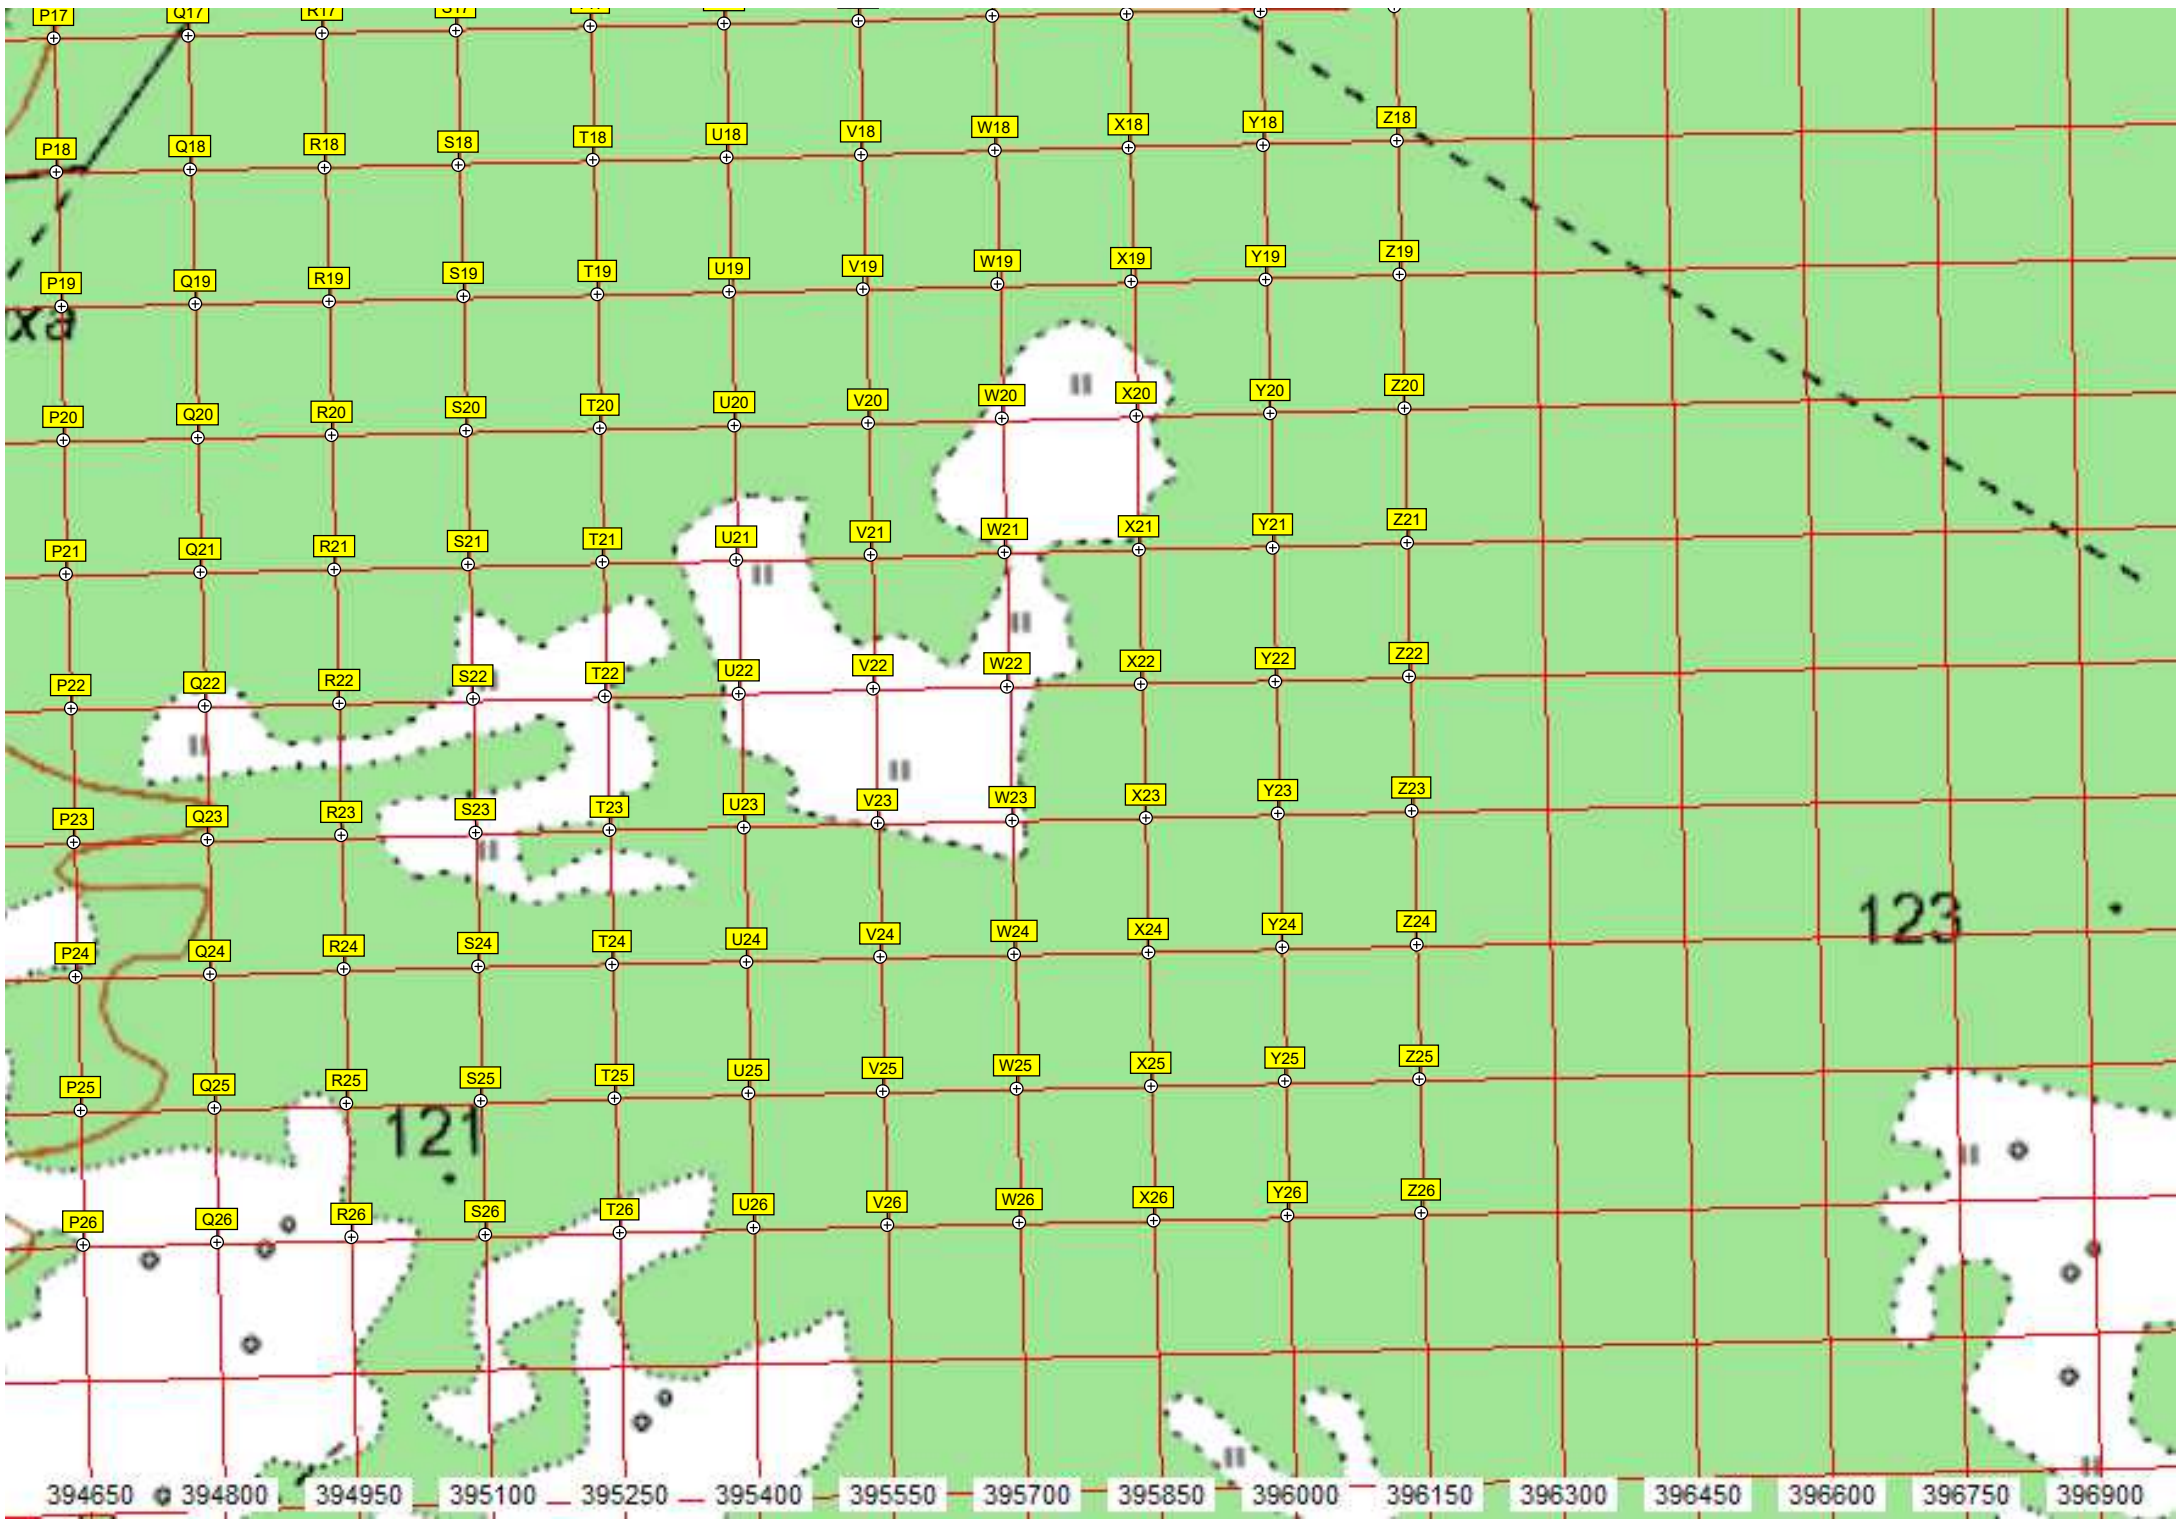 P17 Q17 R17 S17
P18 Q18 R18 S18 T18 U18 V18 W18 X18 Y18 Z18
P19 Q19 R19 S19 T19 U19 V19 W19 X19 Y19 Z19
ха
P20 Q20 R20 S20 T20 U20 V20 W20 X20 Y20 Z20
P21 Q21 R21 S21 T21 U21 V21 W21 X21 Y21 Z21
P22 Q22 R22 S22 T22 U22 V22 W22 X22 Y22 Z22
P23 Q23 R23 S23 T23 U23 V23 W23 X23 Y23 Z23
123
P24 Q24 R24 S24 T24 U24 V24 W24 X24 Y24 Z24
P25 Q25 R25 S25 T25 U25 V25 W25 X25 Y25 Z25
121
P26 Q26 R26 S26 T26 U26 V26 W26 X26 Y26 Z26
394650 394800 394950 395100 395250 395400 395550 395700 395850 396000 396150 396300 396450 396600 396750 396900